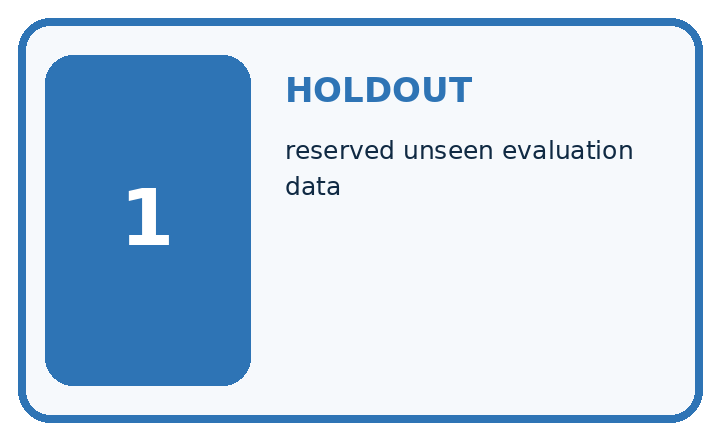 1
HOLDOUT
reserved unseen evaluation
data